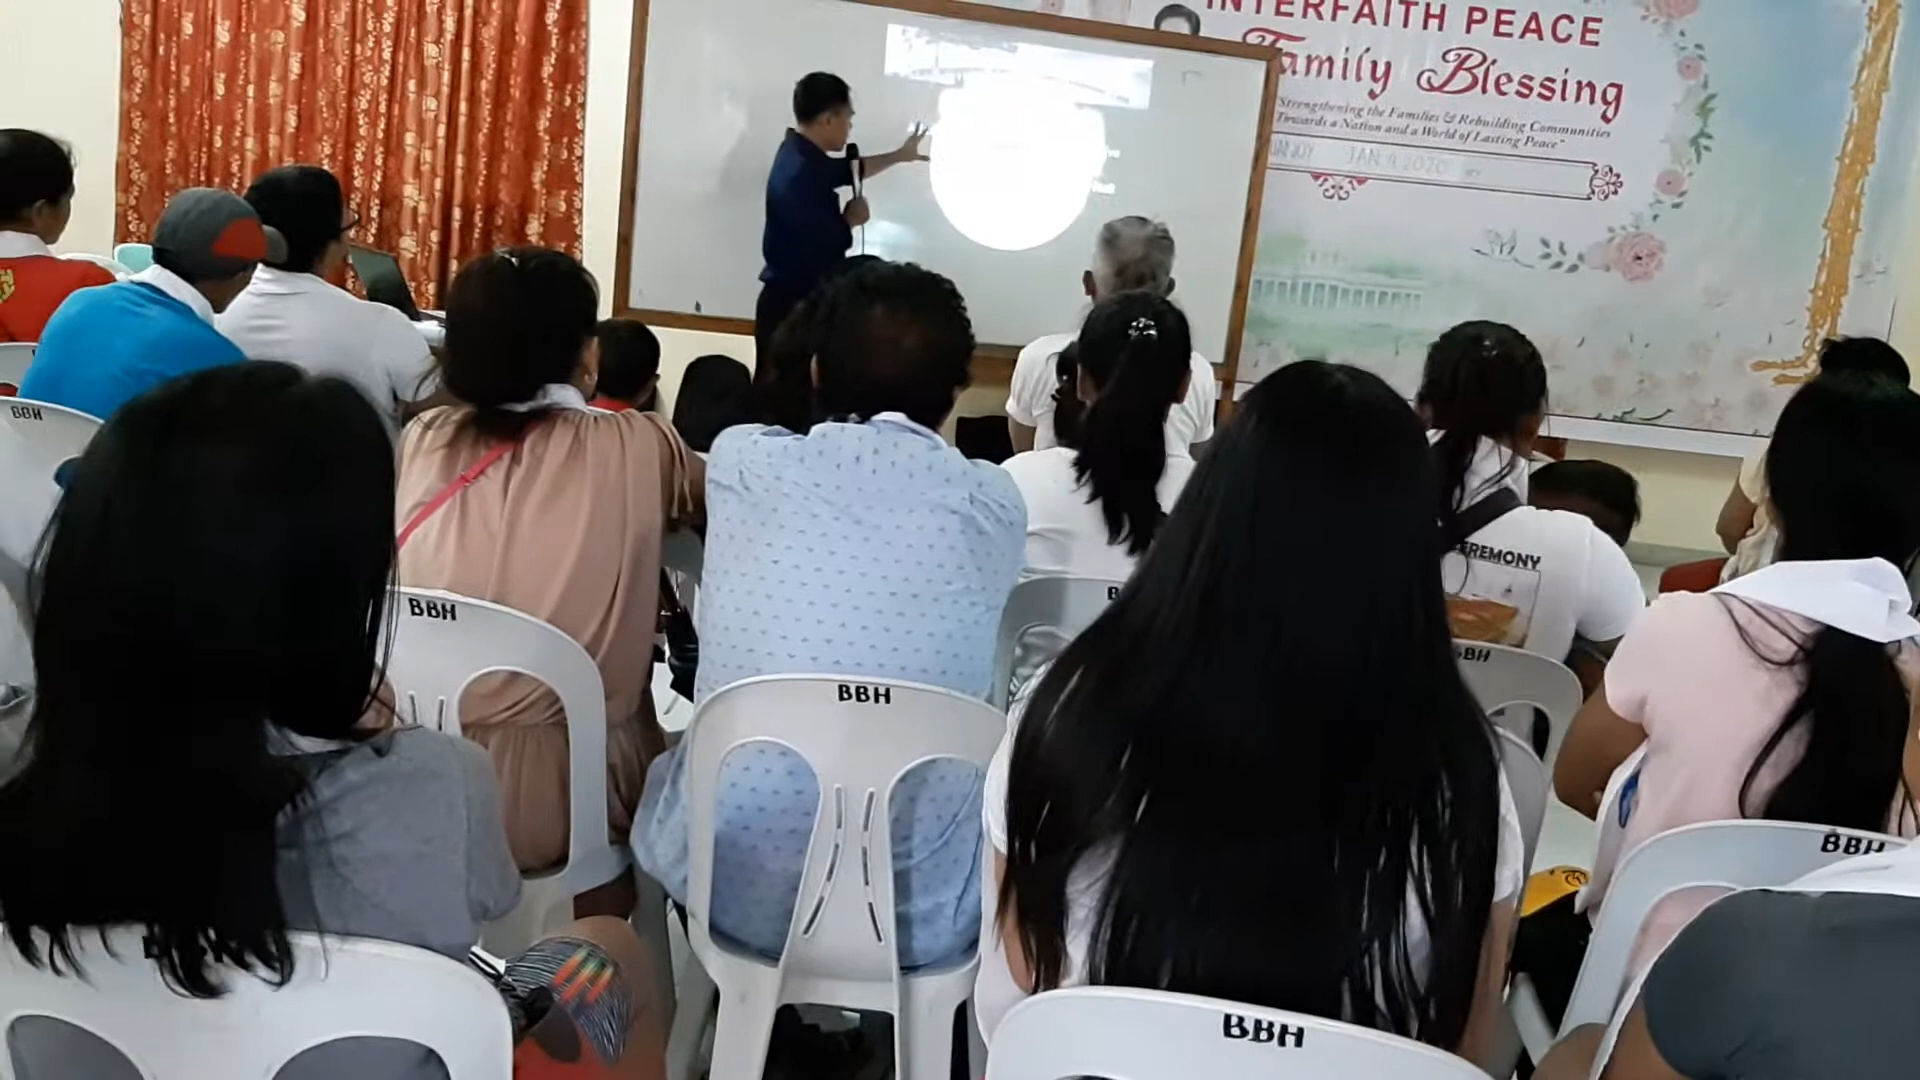 INTERFAITH PEACE
Family Blessing
"Strengthening the Families & Rebuilding Communities
Towards a Nation and a World of Lasting Peace"
JAN 9 2020
BBH
BBH
BBH
EREMONY
BBH
BBH
BBH